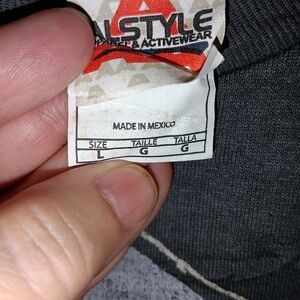 ALSTYLE
APPAREL & ACTIVEWEAR
MADE IN MEXICO
SIZE TAILLE TALLA
L G G